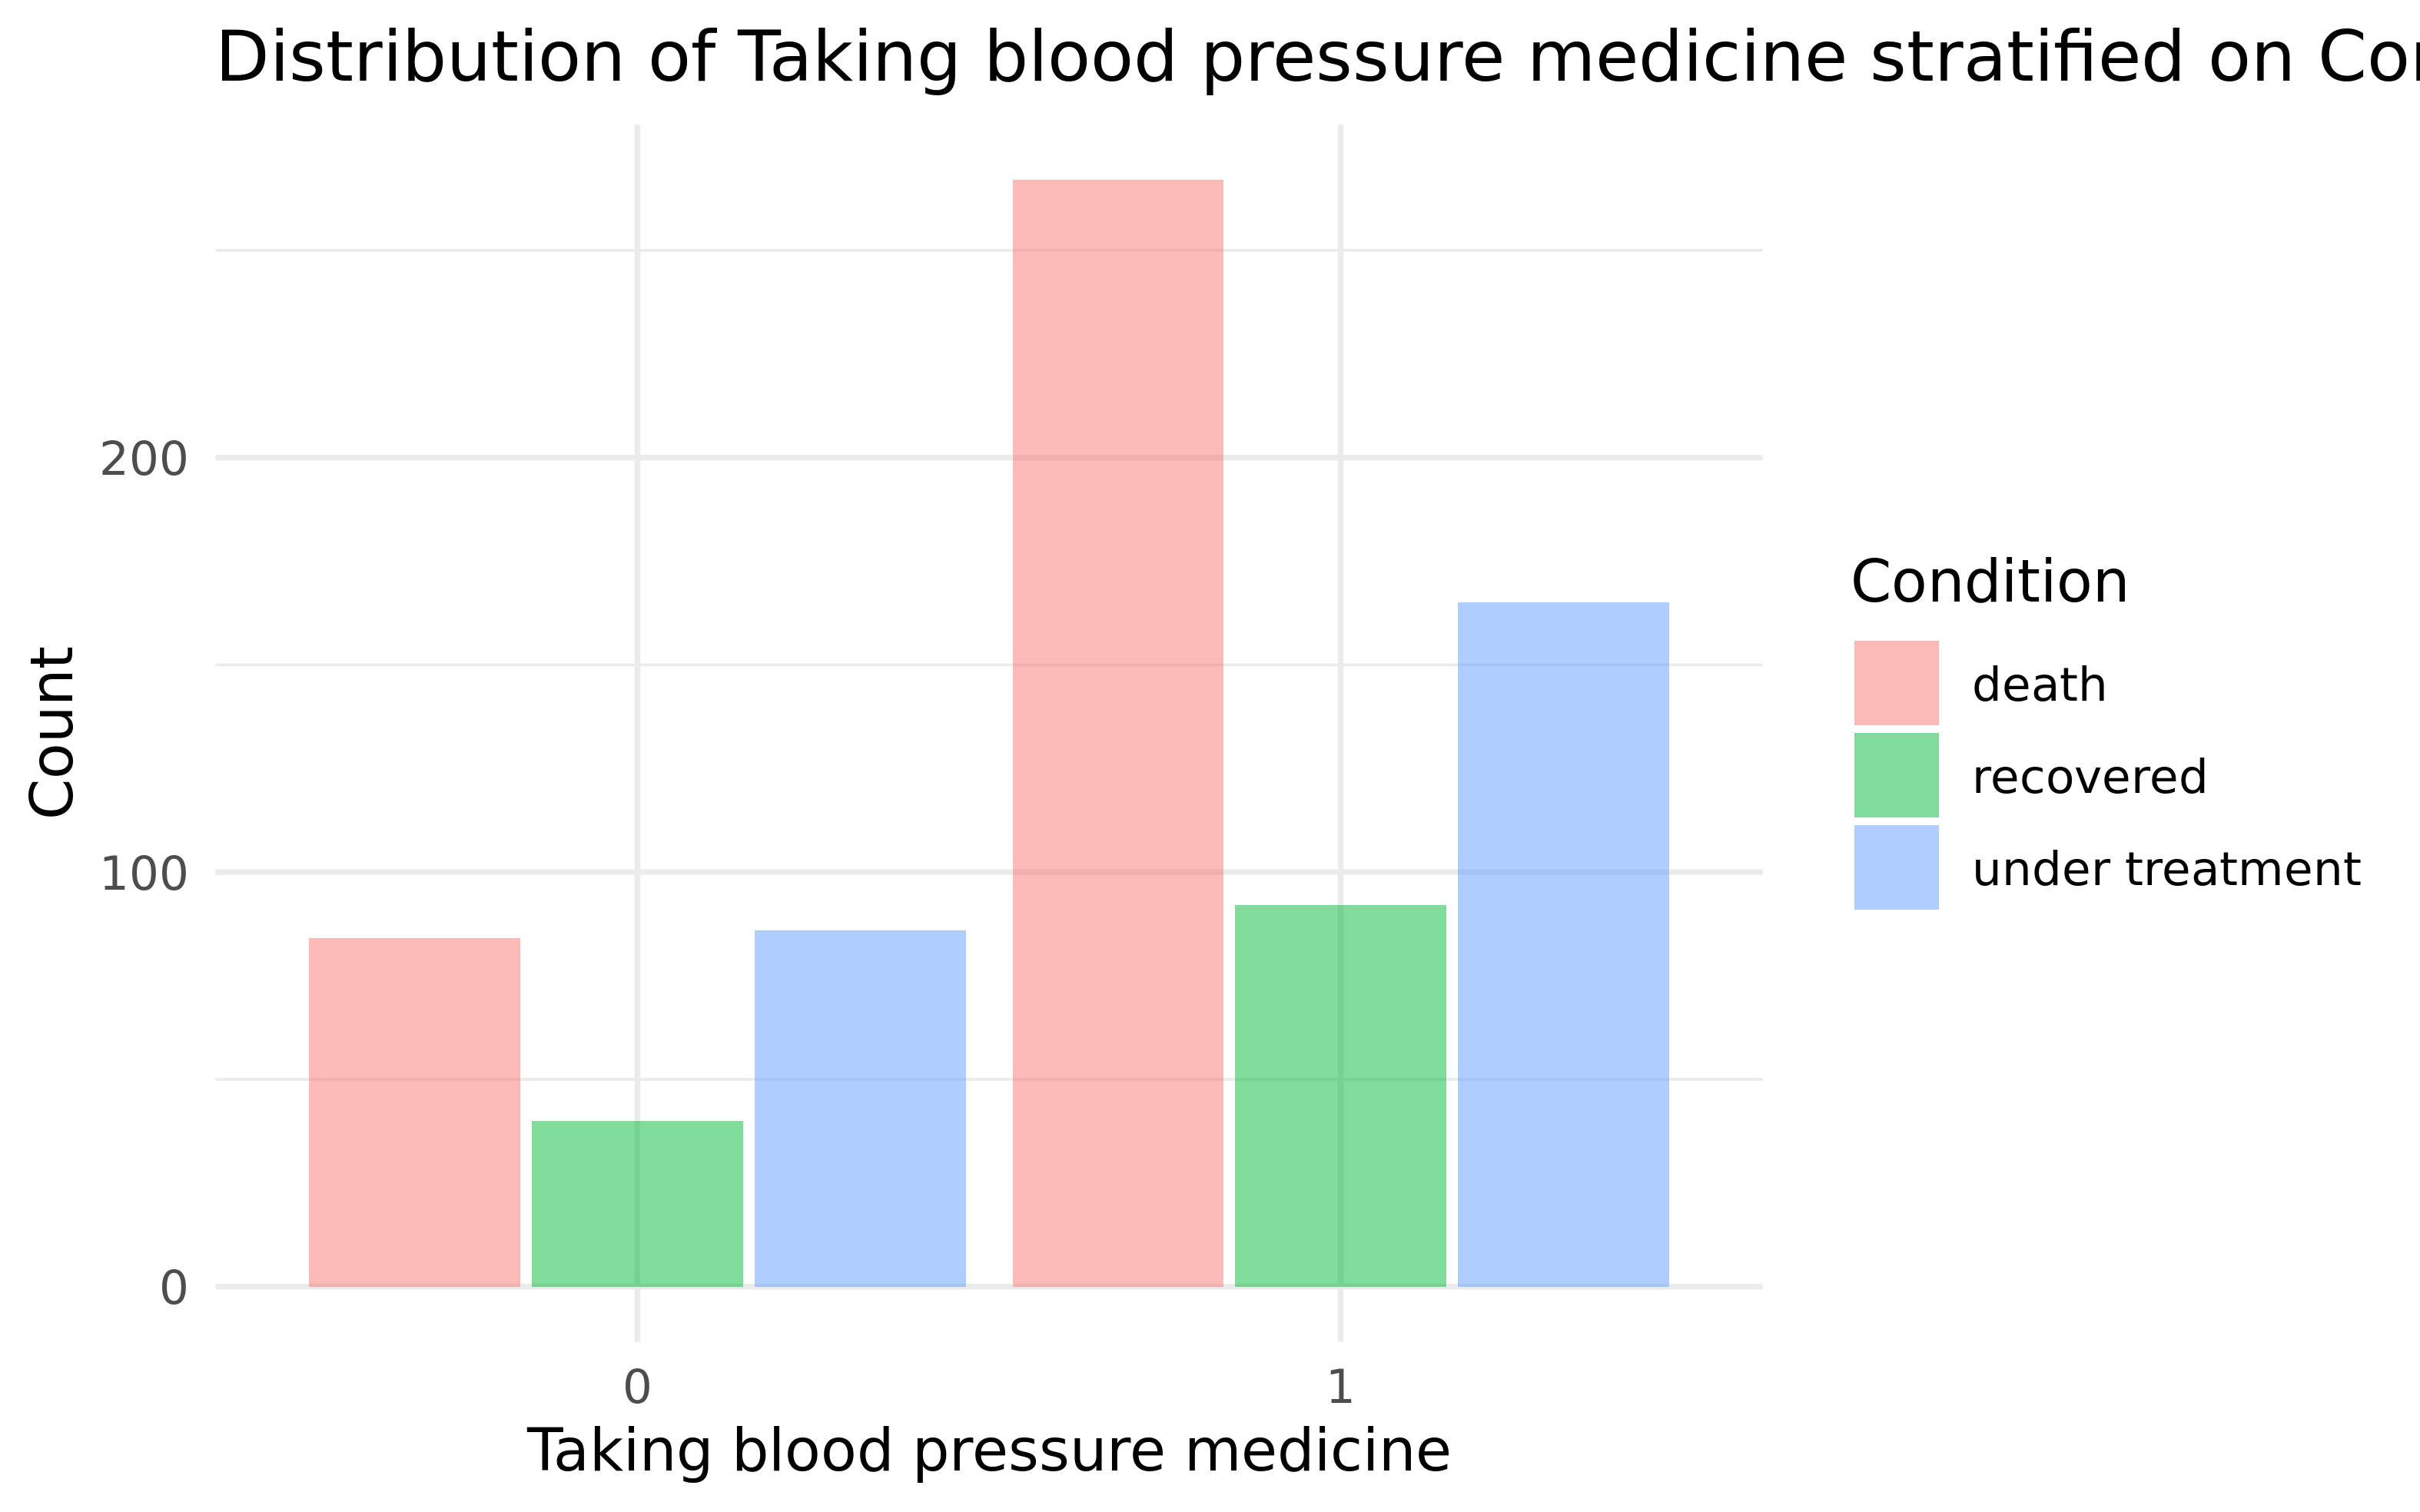 Distribution of Taking blood pressure medicine stratified on
200
100
0
Count
0
1
Taking blood pressure medicine
Condition
death
recovered
under treatment